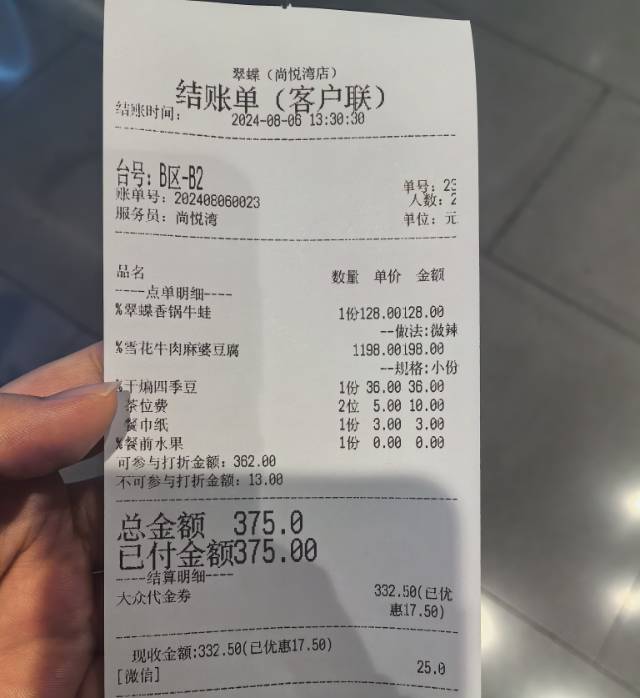 翠蝶（尚悦湾店）
结账单（客户联）
结账时间： 2024-08-06 13:30:30
台号：B区-B2
单号：23
账单号：202408060023
人数：2
服务员：尚悦湾
单位：元
品名 数量 单价 金额
----点单明细----
%翠蝶香锅牛蛙 1份128.00128.00
--做法:微辣
%雪花牛肉麻婆豆腐 1198.00198.00
--规格:小份
%干煸四季豆 1份 36.00 36.00
茶位费 2位 5.00 10.00
餐巾纸 1份 3.00 3.00
%餐前水果 1份 0.00 0.00
可参与打折金额：362.00
不可参与打折金额：13.00
总金额 375.0
已付金额375.00
----结算明细----
大众代金券 332.50(已优
惠17.50)
现收金额:332.50(已优惠17.50)
[微信] 25.0